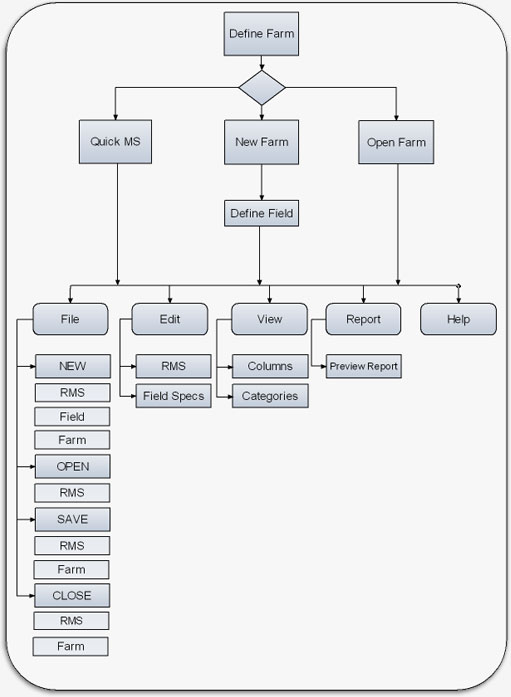 Define Farm
Quick MS
New Farm
Open Farm
Define Field
File
Edit
View
Report
Help
NEW
RMS
Field
Farm
OPEN
RMS
SAVE
RMS
Farm
CLOSE
RMS
Farm
RMS
Field Specs
Columns
Categories
Preview Report